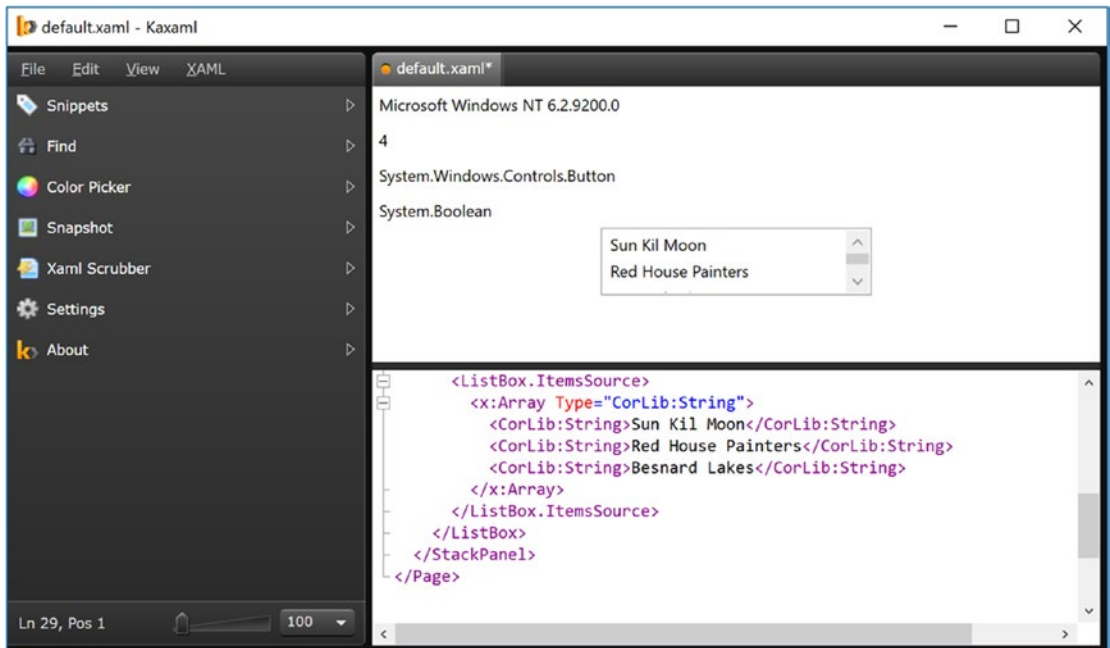 default.xaml - Kaxaml
File Edit View XAML
Snippets
Find
Color Picker
Snapshot
Xaml Scrubber
Settings
About
Ln 29, Pos 1
100
default.xaml*
Microsoft Windows NT 6.2.9200.0
4
System.Windows.Controls.Button
System.Boolean
Sun Kil Moon
Red House Painters
<ListBox.ItemsSource>
<x:Array Type="CorLib:String">
<CorLib:String>Sun Kil Moon</CorLib:String>
<CorLib:String>Red House Painters</CorLib:String>
<CorLib:String>Besnard Lakes</CorLib:String>
</x:Array>
</ListBox.ItemsSource>
</ListBox>
</StackPanel>
</Page>